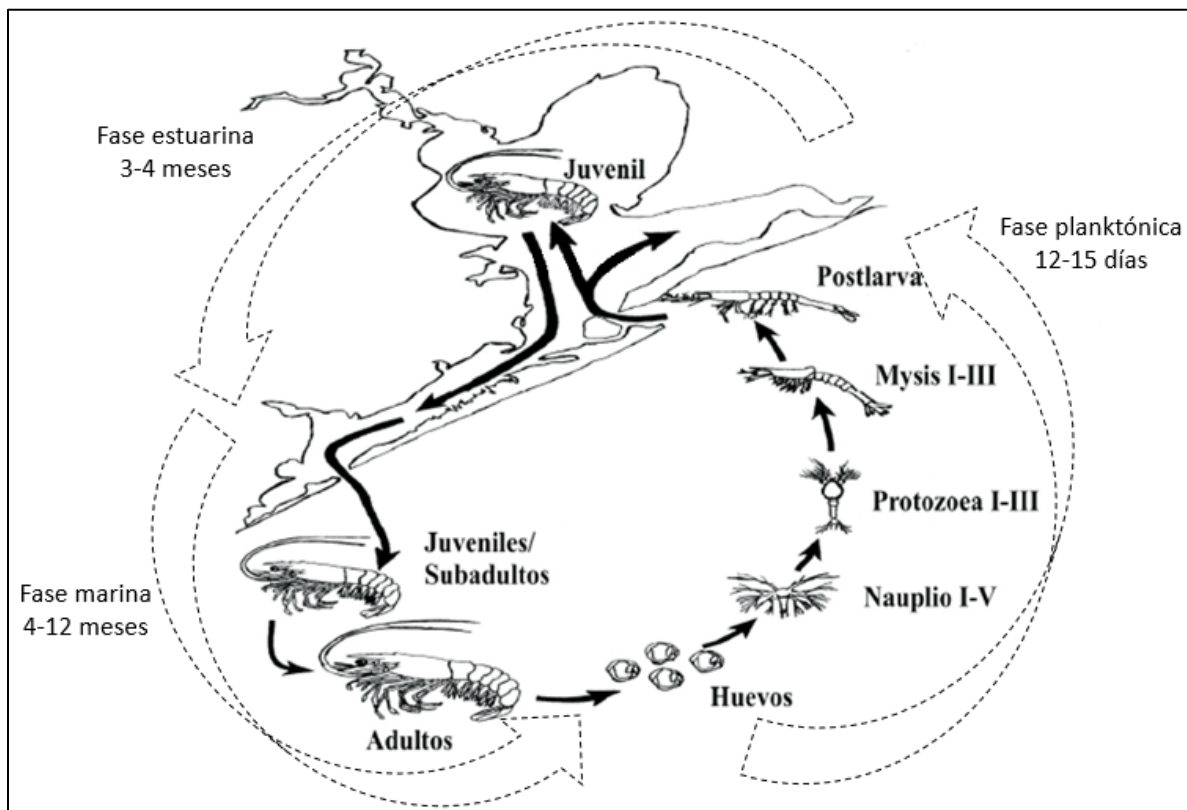 Fase estuarina
3-4 meses
Juvenil
Fase planktónica
12-15 días
Postlarva
Mysis I-III
Protozoea I-III
Nauplio I-V
Huevos
Juveniles/
Subadultos
Adultos
Fase marina
4-12 meses